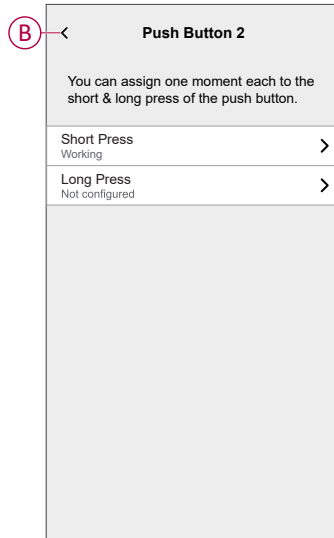 B
Push Button 2
You can assign one moment each to the
short & long press of the push button.
Short Press
Working
Long Press
Not configured